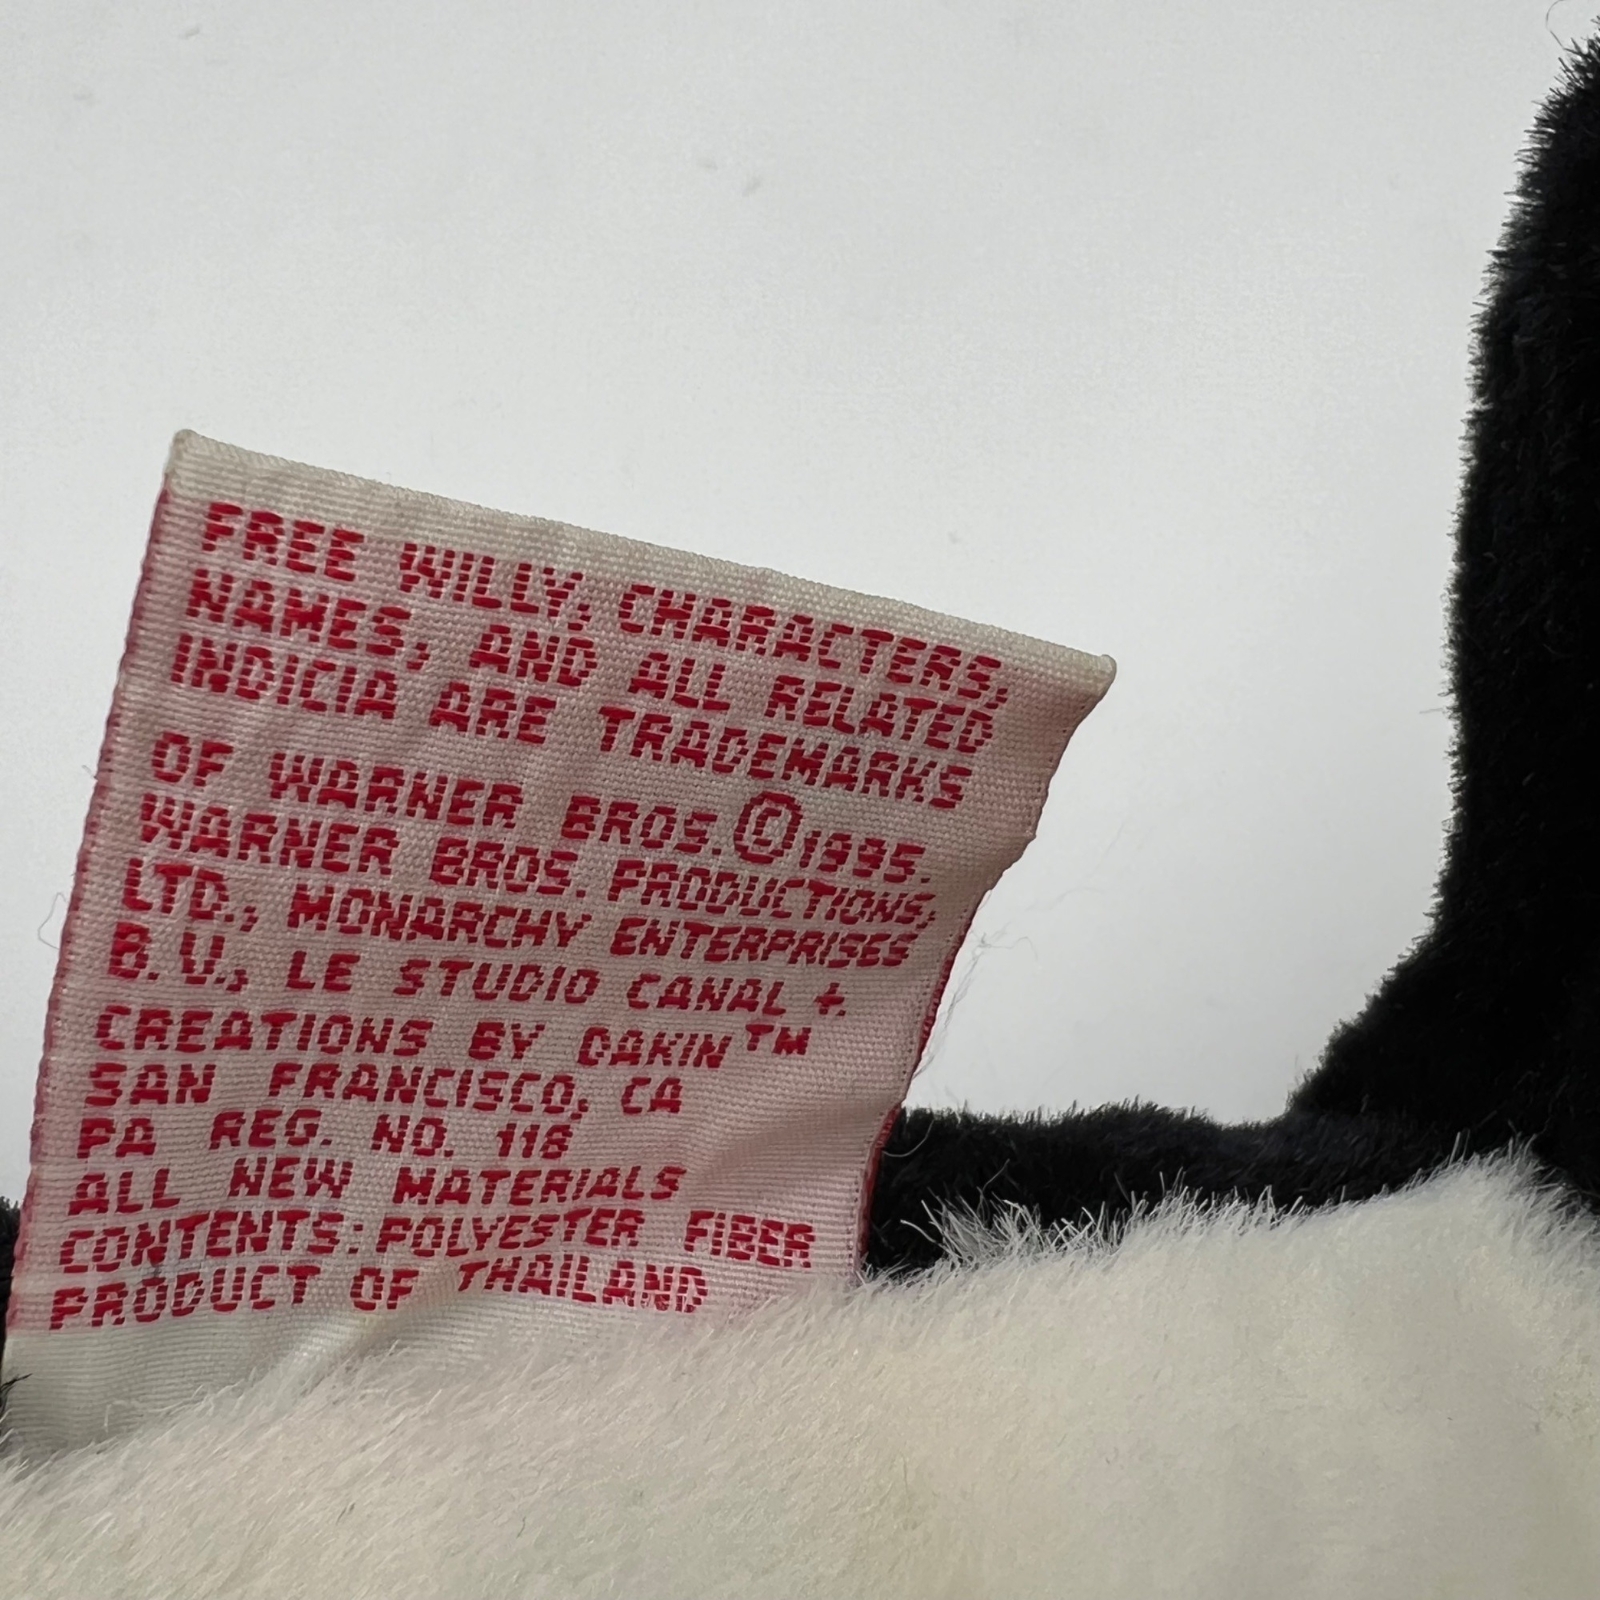 FREE WILLY, CHARACTERS,
NAMES, AND ALL RELATED
INDICIA ARE TRADEMARKS
OF WARNER BROS. © 1995.
WARNER BROS. PRODUCTIONS,
LTD., MONARCHY ENTERPRISES
B.V., LE STUDIO CANAL +.
CREATIONS BY DAKIN™
SAN FRANCISCO, CA
PA REG. NO. 118
ALL NEW MATERIALS
CONTENTS: POLYESTER FIBER
PRODUCT OF THAILAND